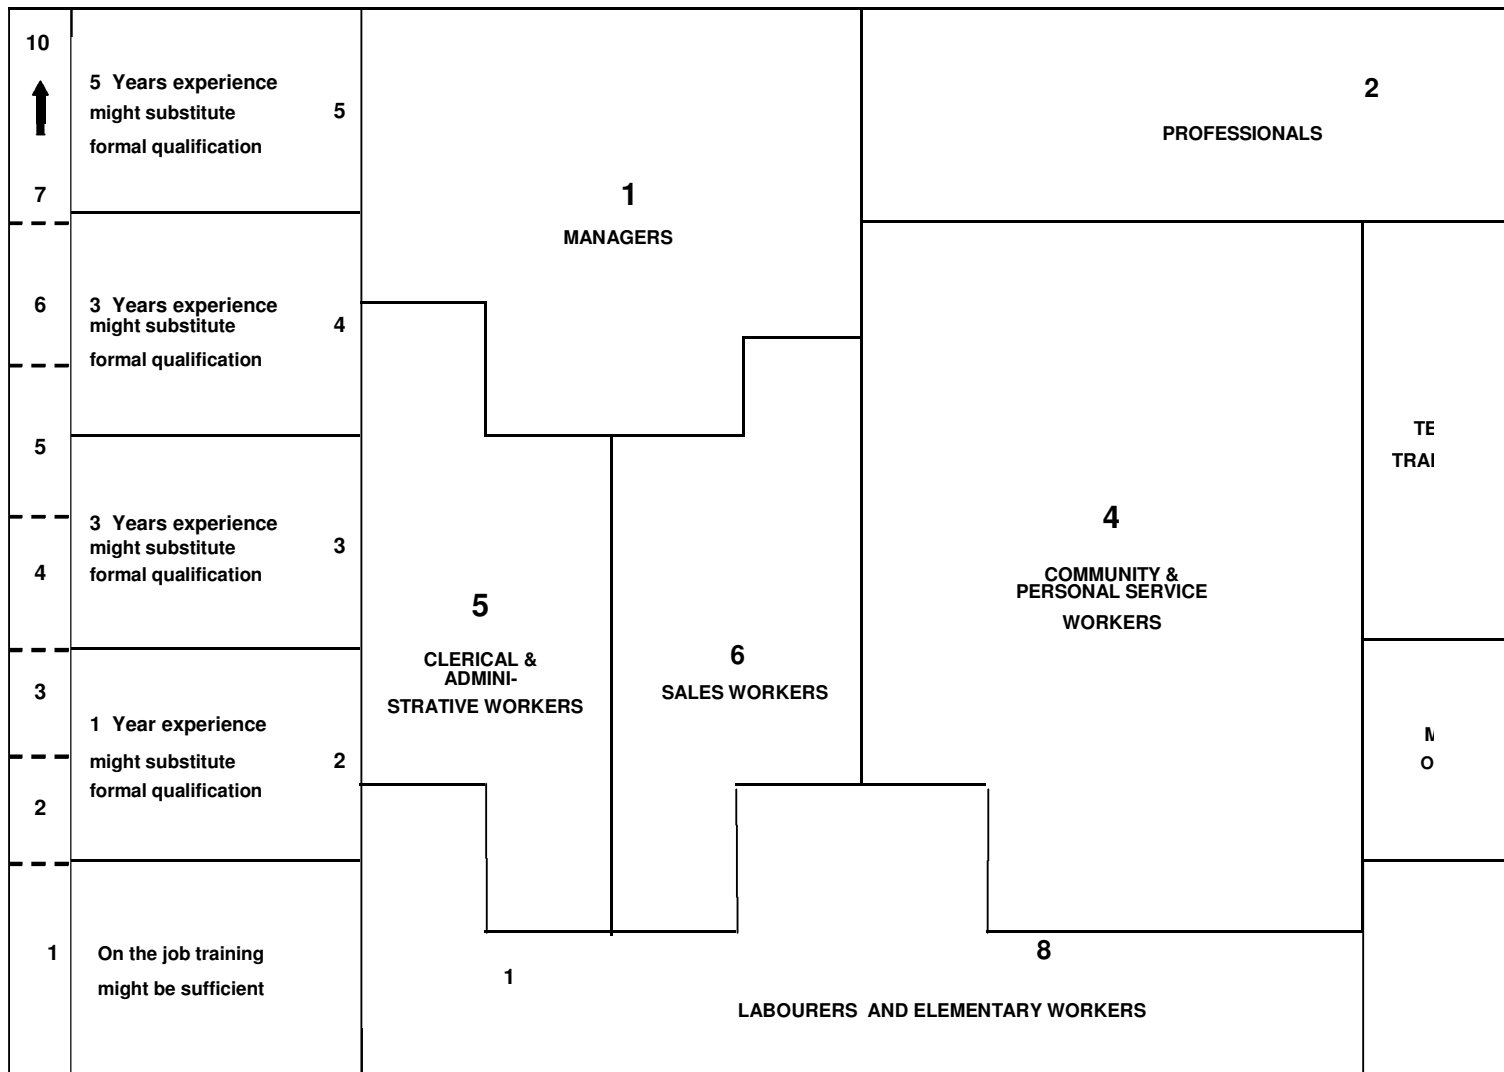 10
7
6
5
4
3
2
1
5 Years experience
might substitute
formal qualification
5
3 Years experience
might substitute
formal qualification
4
3 Years experience
might substitute
formal qualification
3
1 Year experience
might substitute
formal qualification
2
On the job training
might be sufficient
1
1
MANAGERS
2
PROFESSIONALS
5
CLERICAL &
ADMINI-
STRATIVE WORKERS
6
SALES WORKERS
4
COMMUNITY &
PERSONAL SERVICE
WORKERS
TE
TRAI
O
8
LABOURERS AND ELEMENTARY WORKERS